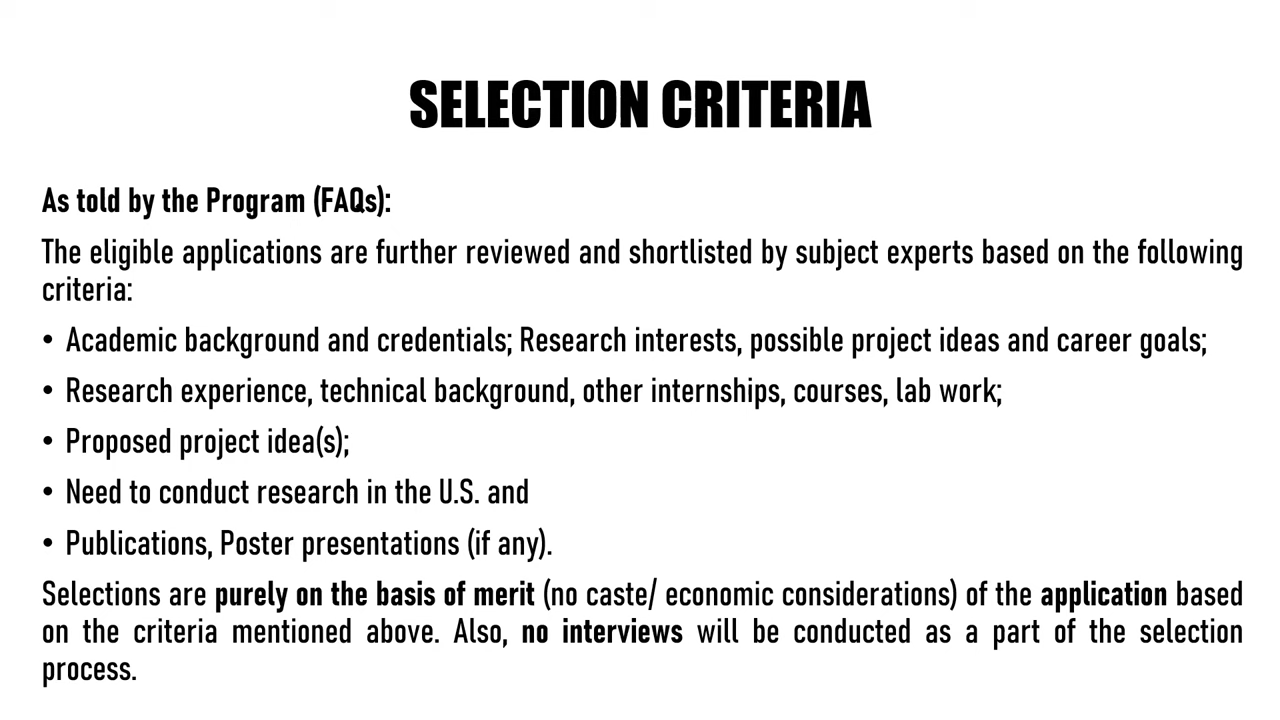 SELECTION CRITERIA
As told by the Program (FAQs):
The eligible applications are further reviewed and shortlisted by subject experts based on the following
criteria:
• Academic background and credentials; Research interests, possible project ideas and career goals;
• Research experience, technical background, other internships, courses, lab work;
• Proposed project idea(s);
• Need to conduct research in the U.S. and
• Publications, Poster presentations (if any).
Selections are purely on the basis of merit (no caste/ economic considerations) of the application based
on the criteria mentioned above. Also, no interviews will be conducted as a part of the selection
process.